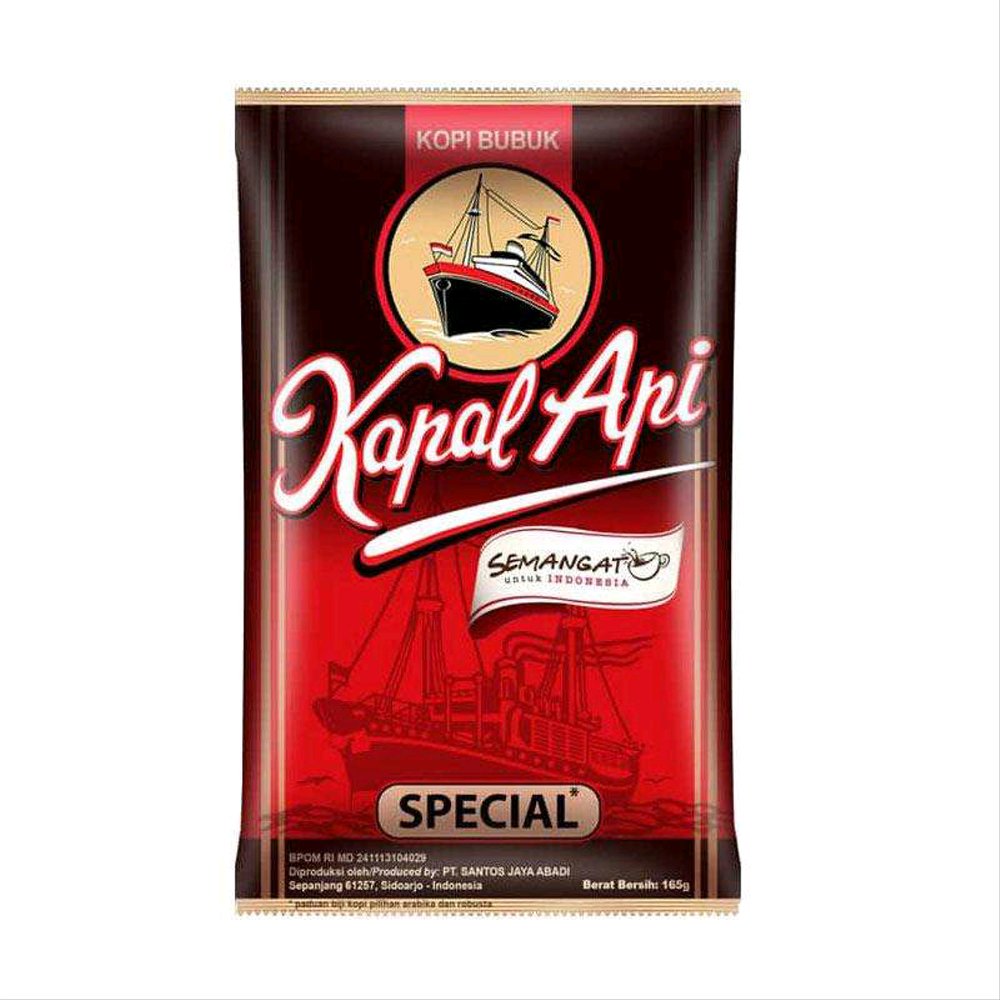 KOPI BUBUK
Kapal Api
SEMANGAT
untuk INDONESIA
SPECIAL*
BPOM RI MD 241113104029
Diproduksi oleh/Produced by: PT. SANTOS JAYA ABADI
Sepanjang 61257, Sidoarjo - Indonesia
Berat Bersih: 165g
* paduan biji kopi pilihan arabika dan robusta